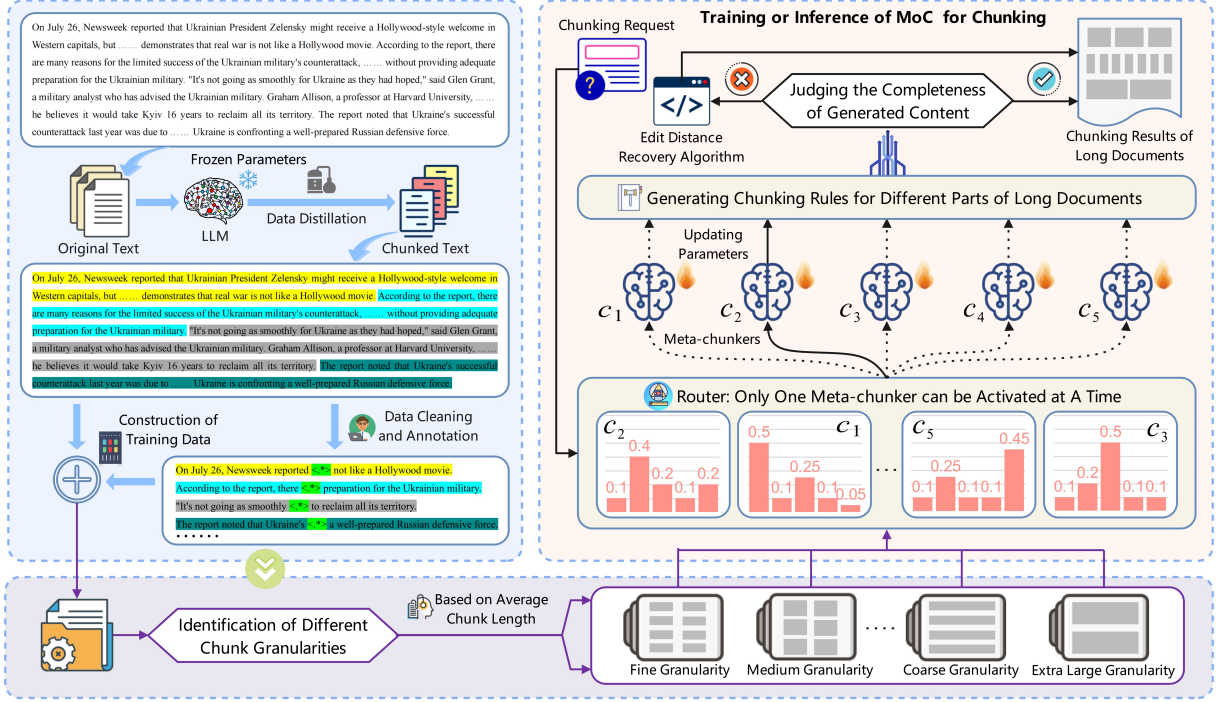 On July 26, Newsweek reported that Ukrainian President Zelensky might receive a Hollywood-style welcome in
Western capitals, but …… demonstrates that real war is not like a Hollywood movie. According to the report, there
are many reasons for the limited success of the Ukrainian military's counterattack, …… without providing adequate
preparation for the Ukrainian military. "It's not going as smoothly for Ukraine as they had hoped," said Glen Grant,
a military analyst who has advised the Ukrainian military. Graham Allison, a professor at Harvard University, ……
he believes it would take Kyiv 16 years to reclaim all its territory. The report noted that Ukraine's successful
counterattack last year was due to …… Ukraine is confronting a well-prepared Russian defensive force.
Frozen Parameters
Data Distillation
Original Text
LLM
Chunked Text
On July 26, Newsweek reported that Ukrainian President Zelensky might receive a Hollywood-style welcome in
Western capitals, but …… demonstrates that real war is not like a Hollywood movie. According to the report, there
are many reasons for the limited success of the Ukrainian military's counterattack, …… without providing adequate
preparation for the Ukrainian military. "It's not going as smoothly for Ukraine as they had hoped," said Glen Grant,
a military analyst who has advised the Ukrainian military. Graham Allison, a professor at Harvard University, ……
he believes it would take Kyiv 16 years to reclaim all its territory. The report noted that Ukraine's successful
counterattack last year was due to …… Ukraine is confronting a well-prepared Russian defensive force.
Construction of
Training Data
Data Cleaning
and Annotation
On July 26, Newsweek reported <.*> not like a Hollywood movie.
According to the report, there <.*> preparation for the Ukrainian military.
"It's not going as smoothly <.*> to reclaim all its territory.
The report noted that Ukraine's <.*> a well-prepared Russian defensive force.
······
Training or Inference of MoC for Chunking
Chunking Request
?
</>
Edit Distance
Recovery Algorithm
Judging the Completeness
of Generated Content
Chunking Results of
Long Documents
Generating Chunking Rules for Different Parts of Long Documents
Updating
Parameters
c1
c2
c3
c4
c5
Meta-chunkers
Router: Only One Meta-chunker can be Activated at A Time
c2
0.1
0.4
0.2
0.1
0.2
c1
0.5
0.1
0.25
0.1
0.05
···
c5
0.1
0.25
0.1
0.1
0.45
c3
0.1
0.2
0.5
0.1
0.1
Identification of Different
Chunk Granularities
Based on Average
Chunk Length
Fine Granularity
Medium Granularity
····
Coarse Granularity
Extra Large Granularity